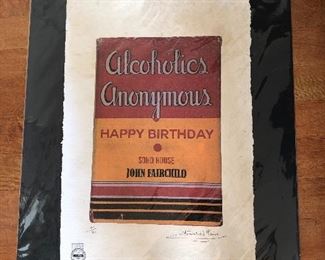 Alcoholics
Anonymous
HAPPY BIRTHDAY
SOHO HOUSE
JOHN FAIRCHILD